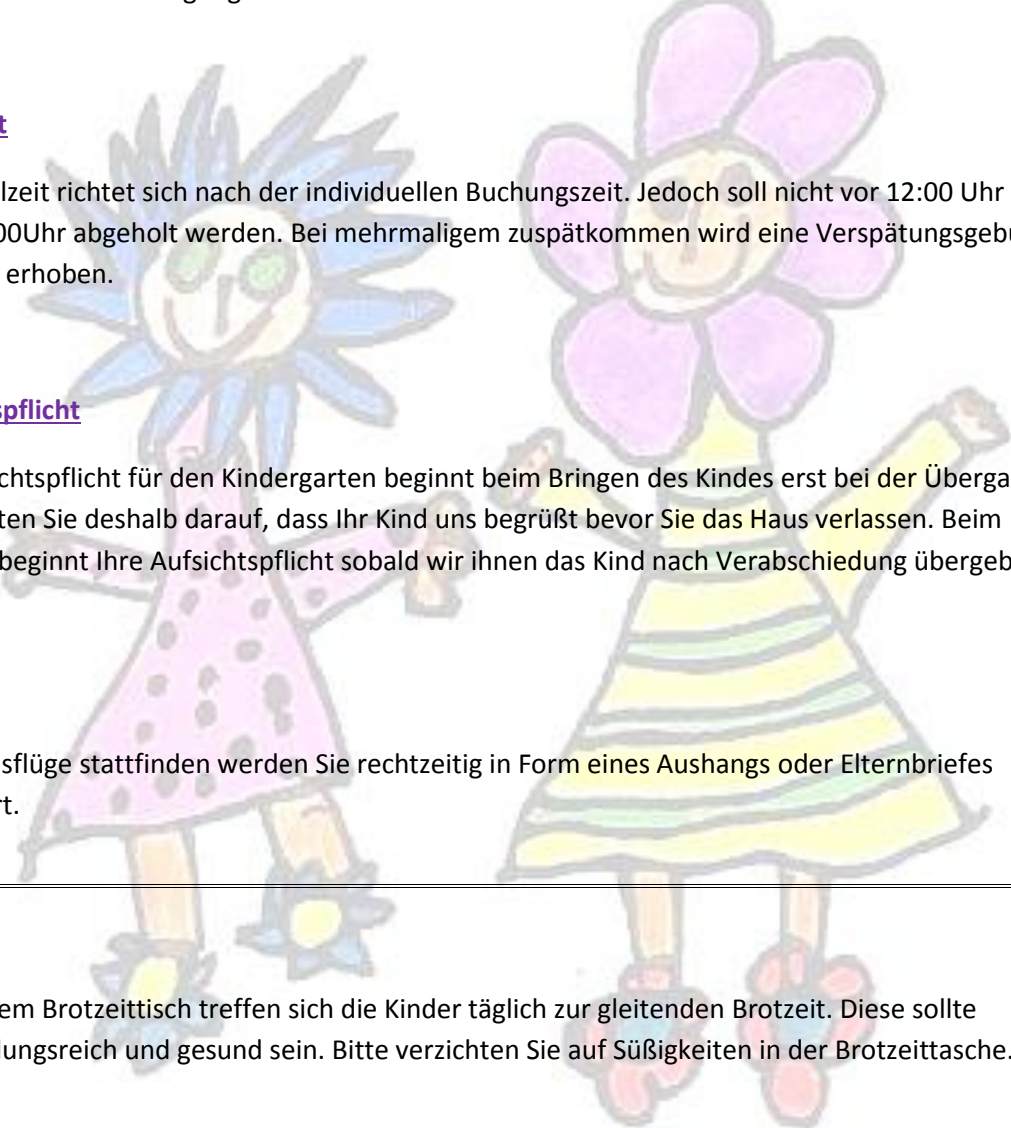 t
lzeit richtet sich nach der individuellen Buchungszeit. Jedoch soll nicht vor 12:00 Uhr
00Uhr abgeholt werden. Bei mehrmaligem zuspätkommen wird eine Verspätungsgebü
erhoben.
spflicht
chtspflicht für den Kindergarten beginnt beim Bringen des Kindes erst bei der Überga
ten Sie deshalb darauf, dass Ihr Kind uns begrüßt bevor Sie das Haus verlassen. Beim
beginnt Ihre Aufsichtspflicht sobald wir ihnen das Kind nach Verabschiedung übergeb
sflüge stattfinden werden Sie rechtzeitig in Form eines Aushangs oder Elternbriefes
rt.
em Brotzeittisch treffen sich die Kinder täglich zur gleitenden Brotzeit. Diese sollte
lungsreich und gesund sein. Bitte verzichten Sie auf Süßigkeiten in der Brotzeittasche.